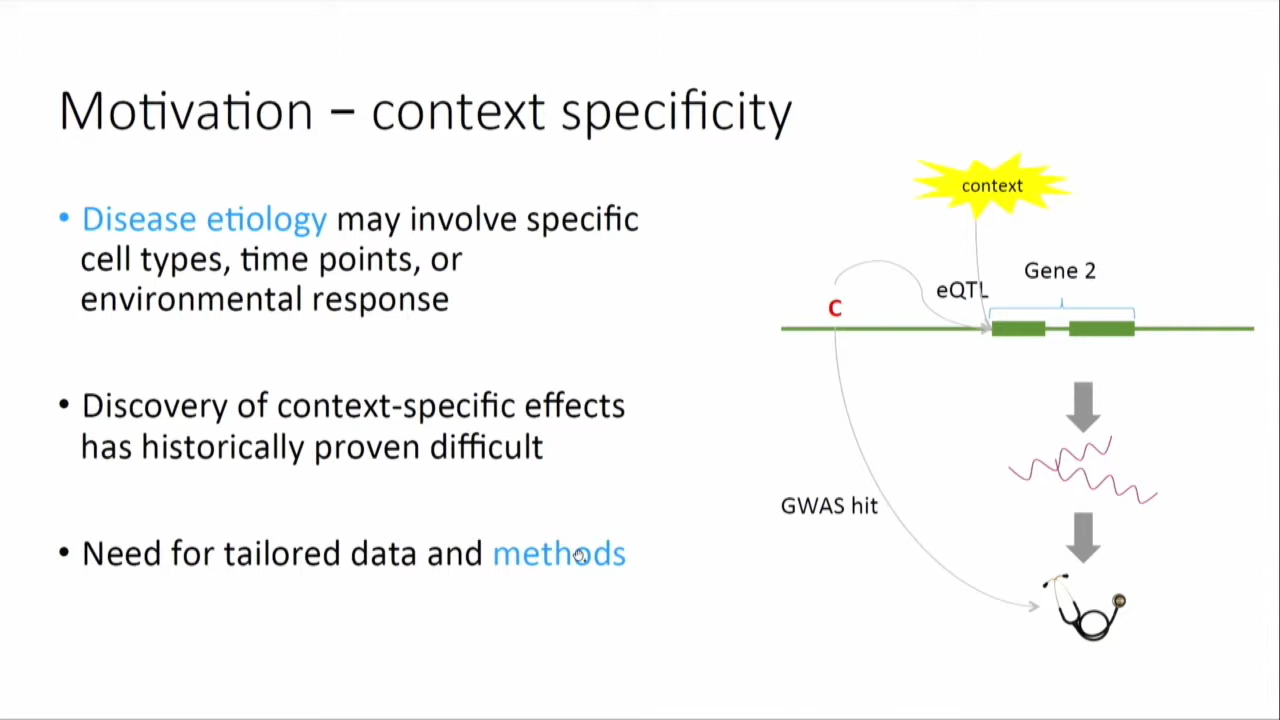 Motivation – context specificity
• Disease etiology may involve specific
cell types, time points, or
environmental response
• Discovery of context-specific effects
has historically proven difficult
• Need for tailored data and methods
context
Gene 2
eQTL
C
GWAS hit